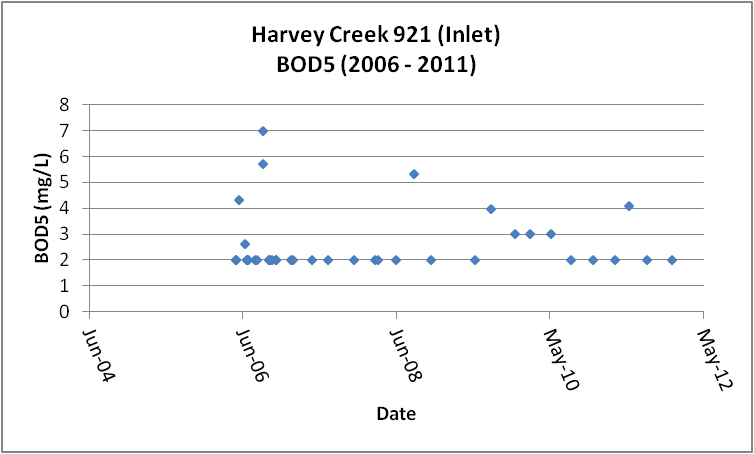 Harvey Creek 921 (Inlet)
BOD5 (2006 - 2011)
8
7
6
5
4
3
2
1
0
BOD5 (mg/L)
Jun-04
Jun-06
Jun-08
May-10
May-12
Date